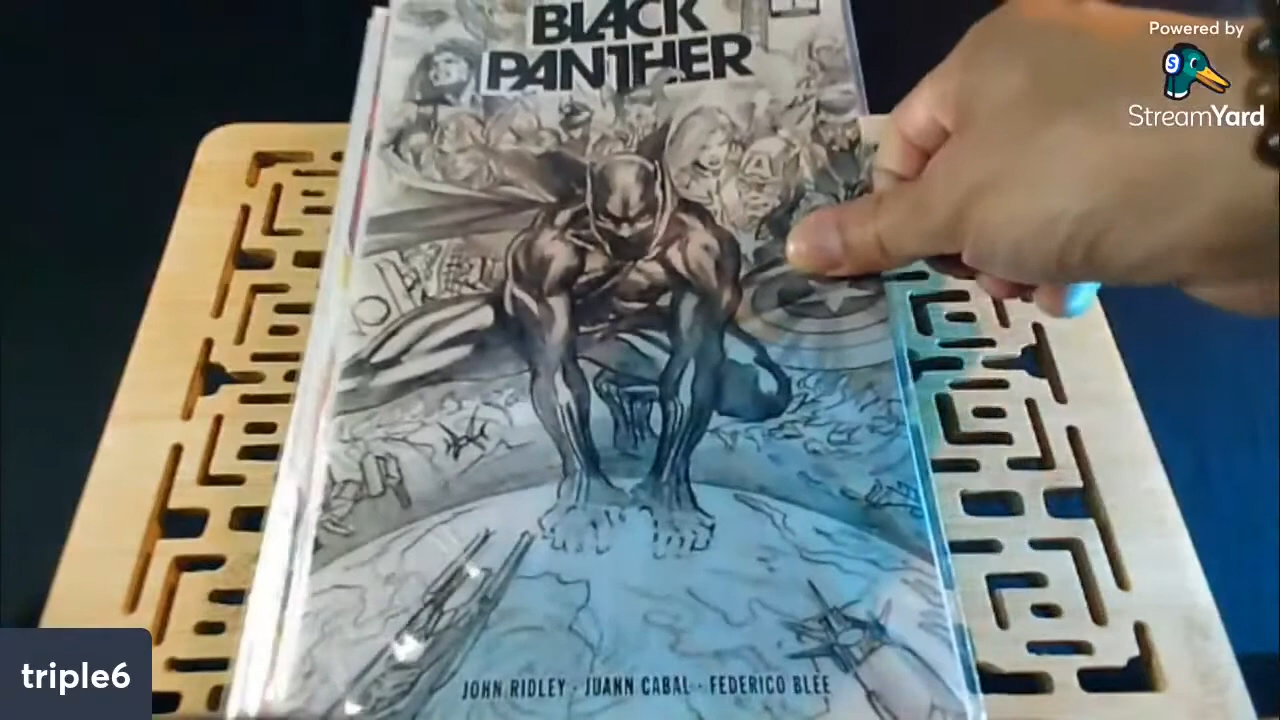 BLACK
PANTHER
Powered by
S
StreamYard
A
JOHN RIDLEY · JUANN CABAL · FEDERICO BLEE
triple6